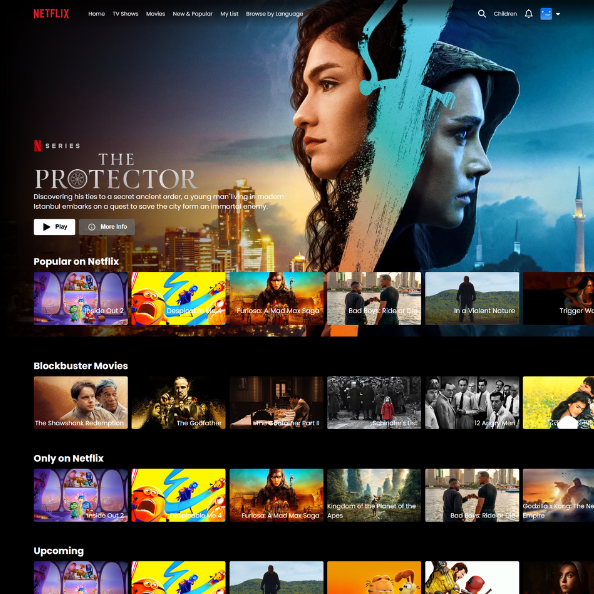 NETFLIX
Home TV Shows Movies New & Popular My List Browse by Language
Children
N SERIES
THE
PROTECTOR
Discovering his ties to a secret ancient order, a young man living in modern
Istanbul embarks on a quest to save the city form an immortal enemy.
Play
More Info
Popular on Netflix
Inside Out 2
Despicable Me 4
Furiosa: A Mad Max Saga
Bad Boys: Ride or Die
In a Violent Nature
Trigger Wa
Blockbuster Movies
The Shawshank Redemption
The Godfather
The Godfather Part II
Schindler's List
12 Angry Men
Only on Netflix
Inside Out 2
Despicable Me 4
Furiosa: A Mad Max Saga
Kingdom of the Planet of the
Apes
Bad Boys: Ride or Die
Godzilla x Kong: The Ne
Empire
Upcoming